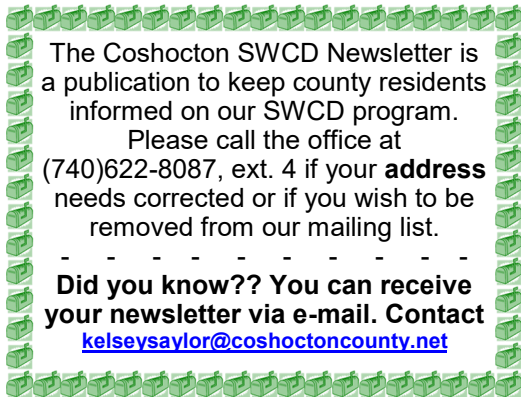 The Coshocton SWCD Newsletter is
a publication to keep county residents
informed on our SWCD program.
Please call the office at
(740)622-8087, ext. 4 if your address
needs corrected or if you wish to be
removed from our mailing list.
- - - - - - - - - -
Did you know?? You can receive
your newsletter via e-mail. Contact
kelseysaylor@coshoctoncounty.net